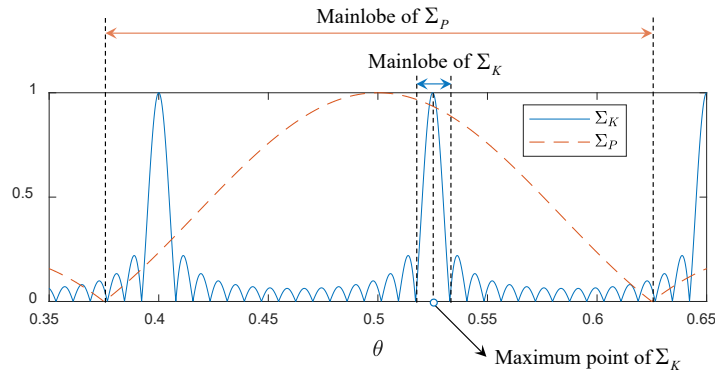 Mainlobe of Σ_P
Mainlobe of Σ_K
1
0.5
0
Σ_K
Σ_P
0.35 0.4 0.45 0.5 0.55 0.6 0.65
θ
Maximum point of Σ_K